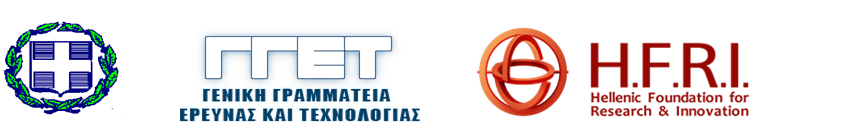 ΓΓΕΤ
ΓΕΝΙΚΗ ΓΡΑΜΜΑΤΕΙΑ
ΕΡΕΥΝΑΣ ΚΑΙ ΤΕΧΝΟΛΟΓΙΑΣ
H.F.R.I.
Hellenic Foundation for
Research & Innovation